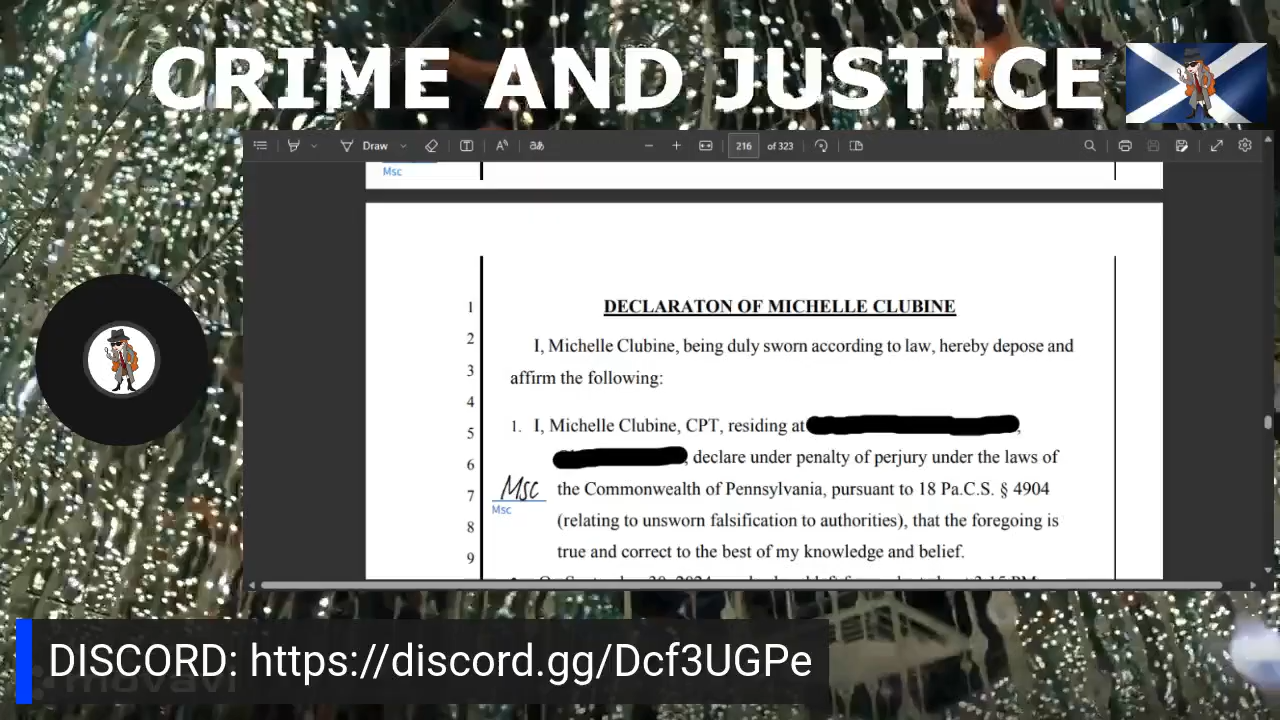 CRIME AND JUSTICE
Draw
216 of 323
Msc
DECLARATON OF MICHELLE CLUBINE
1
I, Michelle Clubine, being duly sworn according to law, hereby depose and
2
affirm the following:
3
4
1. I, Michelle Clubine, CPT, residing at ,
5
, declare under penalty of perjury under the laws of
6
Msc the Commonwealth of Pennsylvania, pursuant to 18 Pa.C.S. § 4904
7
Msc
(relating to unsworn falsification to authorities), that the foregoing is
8
true and correct to the best of my knowledge and belief.
9
DISCORD: https://discord.gg/Dcf3UGPe